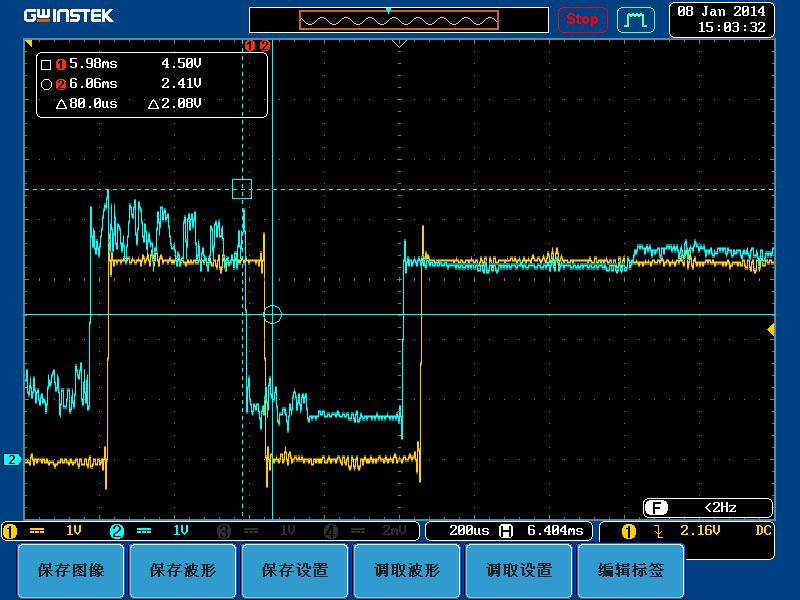 GWINSTEK
Stop
08 Jan 2014
15:03:32
1 2
1 5.98ms 4.50V
2 6.06ms 2.41V
△80.0us △2.08V
2
F <2Hz
1 1V 2 1V 3 1V 4 2mV 200us H 6.404ms 1 2.16V DC
保存图像 保存波形 保存设置 调取波形 调取设置 编辑标签